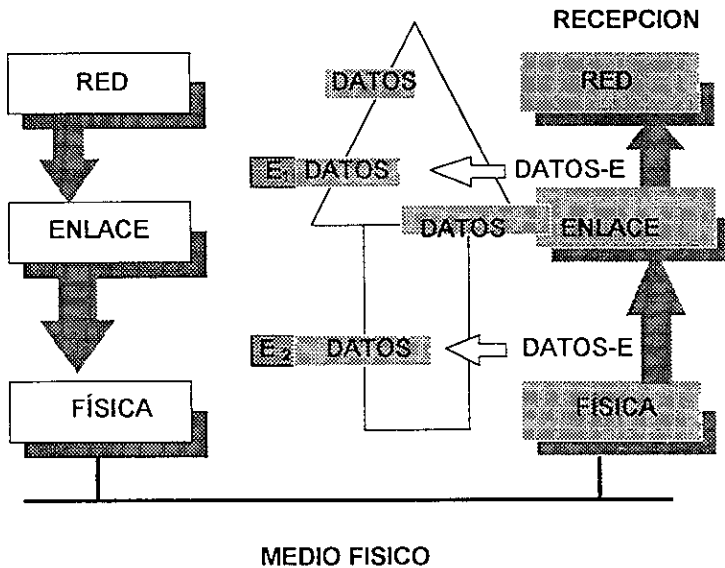 RECEPCION
RED
DATOS
RED
E₁ DATOS
DATOS-E
ENLACE
DATOS
ENLACE
E₂ DATOS
DATOS-E
FÍSICA
FÍSICA
MEDIO FISICO